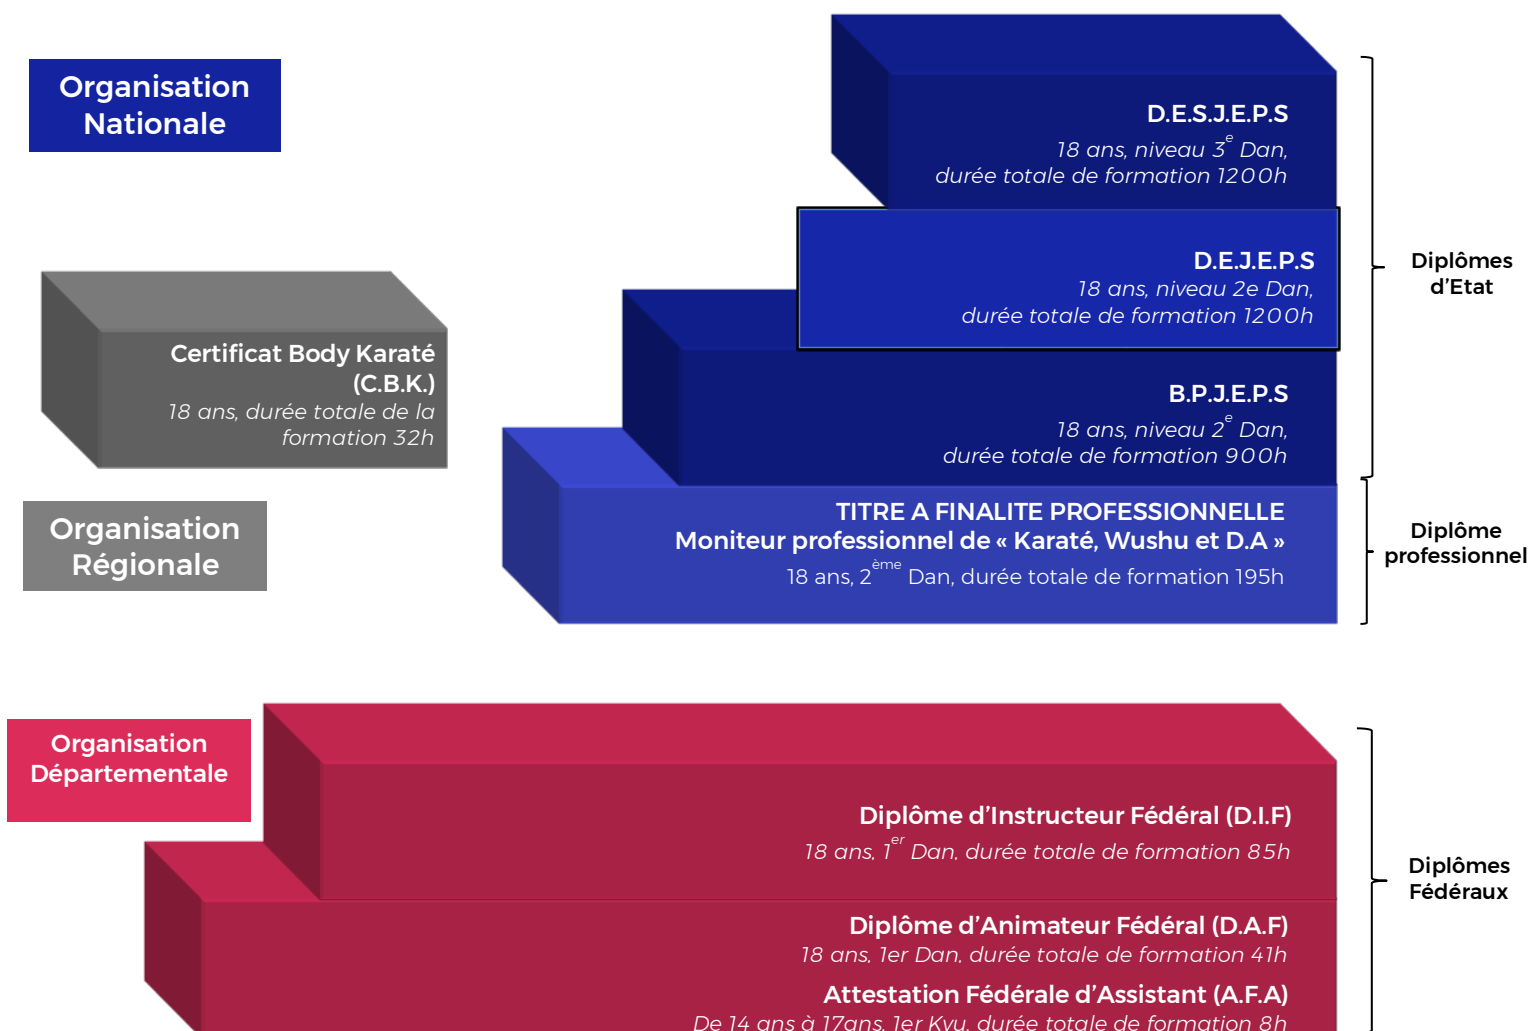 Organisation
Nationale
D.E.S.J.E.P.S
18 ans, niveau 3e Dan,
durée totale de formation 1200h
D.E.J.E.P.S
18 ans, niveau 2e Dan,
durée totale de formation 1200h
Diplômes
d’Etat
Certificat Body Karaté
(C.B.K.)
18 ans, durée totale de la
formation 32h
B.P.J.E.P.S
18 ans, niveau 2e Dan,
durée totale de formation 900h
Organisation
Régionale
TITRE A FINALITE PROFESSIONNELLE
Moniteur professionnel de « Karaté, Wushu et D.A »
18 ans, 2ème Dan, durée totale de formation 195h
Diplôme
professionnel
Organisation
Départementale
Diplôme d’Instructeur Fédéral (D.I.F)
18 ans, 1er Dan, durée totale de formation 85h
Diplômes
Fédéraux
Diplôme d’Animateur Fédéral (D.A.F)
18 ans, 1er Dan, durée totale de formation 41h
Attestation Fédérale d’Assistant (A.F.A)
De 14 ans à 17ans, 1er Kyu, durée totale de formation 8h